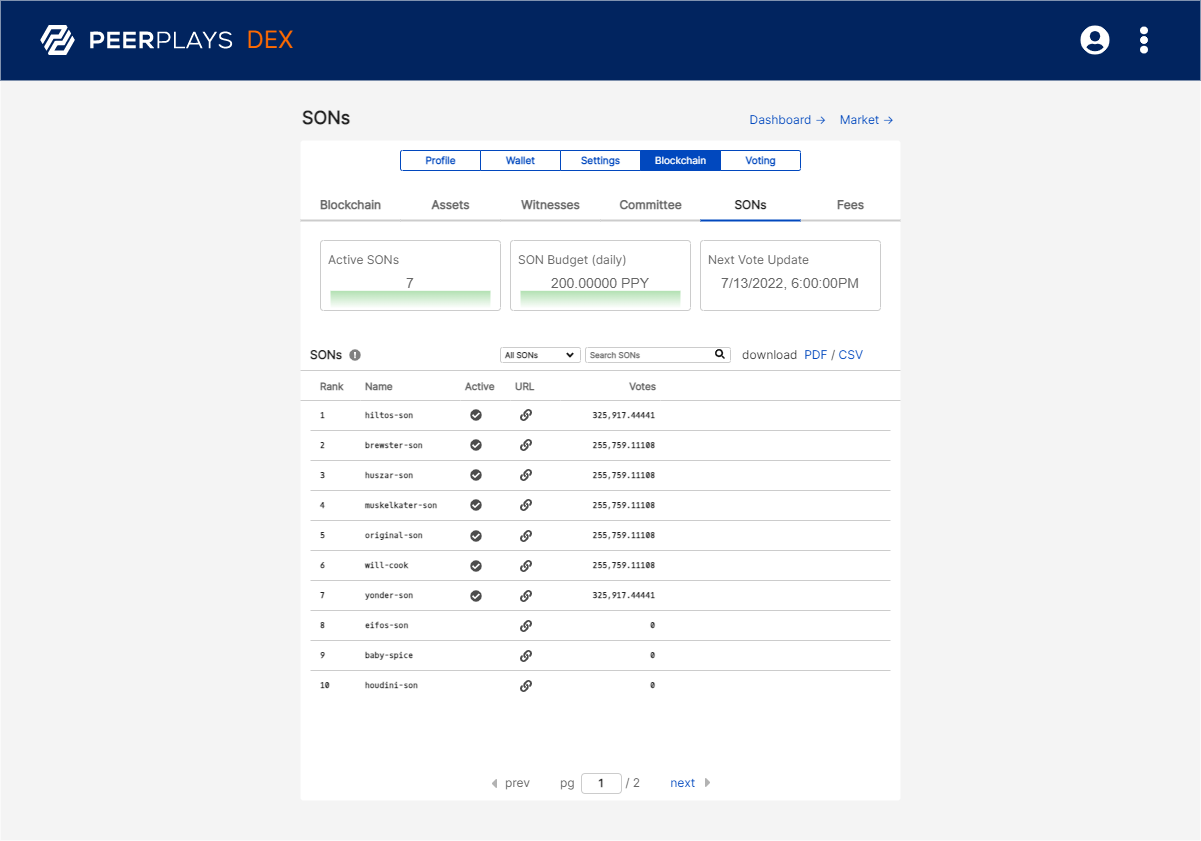 PEERPLAYS DEX
SONs
Dashboard → Market →
Profile Wallet Settings Blockchain Voting
Blockchain Assets Witnesses Committee SONs Fees
Active SONs SON Budget (daily) Next Vote Update
7 200.00000 PPY 7/13/2022, 6:00:00PM
SONs All SONs Search SONs download PDF / CSV
Rank Name Active URL Votes
1 hiltos-son 325,917.44441
2 brewster-son 255,759.11108
3 huszar-son 255,759.11108
4 muskelkater-son 255,759.11108
5 original-son 255,759.11108
6 will-cook 255,759.11108
7 yonder-son 325,917.44441
8 eifos-son 0
9 baby-spice 0
10 houdini-son 0
prev pg 1 / 2 next